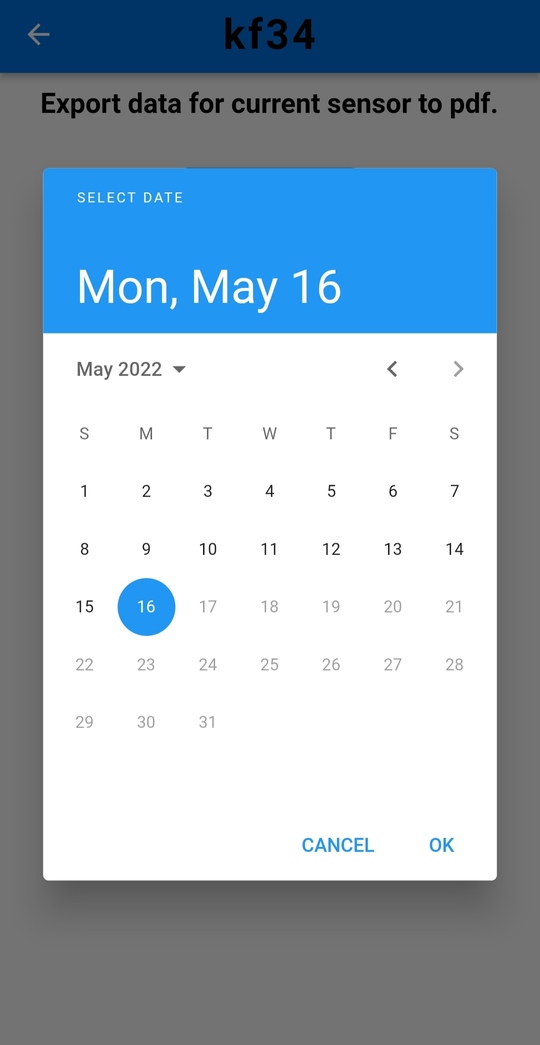 kf34
Export data for current sensor to pdf.
SELECT DATE
Mon, May 16
May 2022
S M T W T F S
1 2 3 4 5 6 7
8 9 10 11 12 13 14
15 16 17 18 19 20 21
22 23 24 25 26 27 28
29 30 31
CANCEL OK